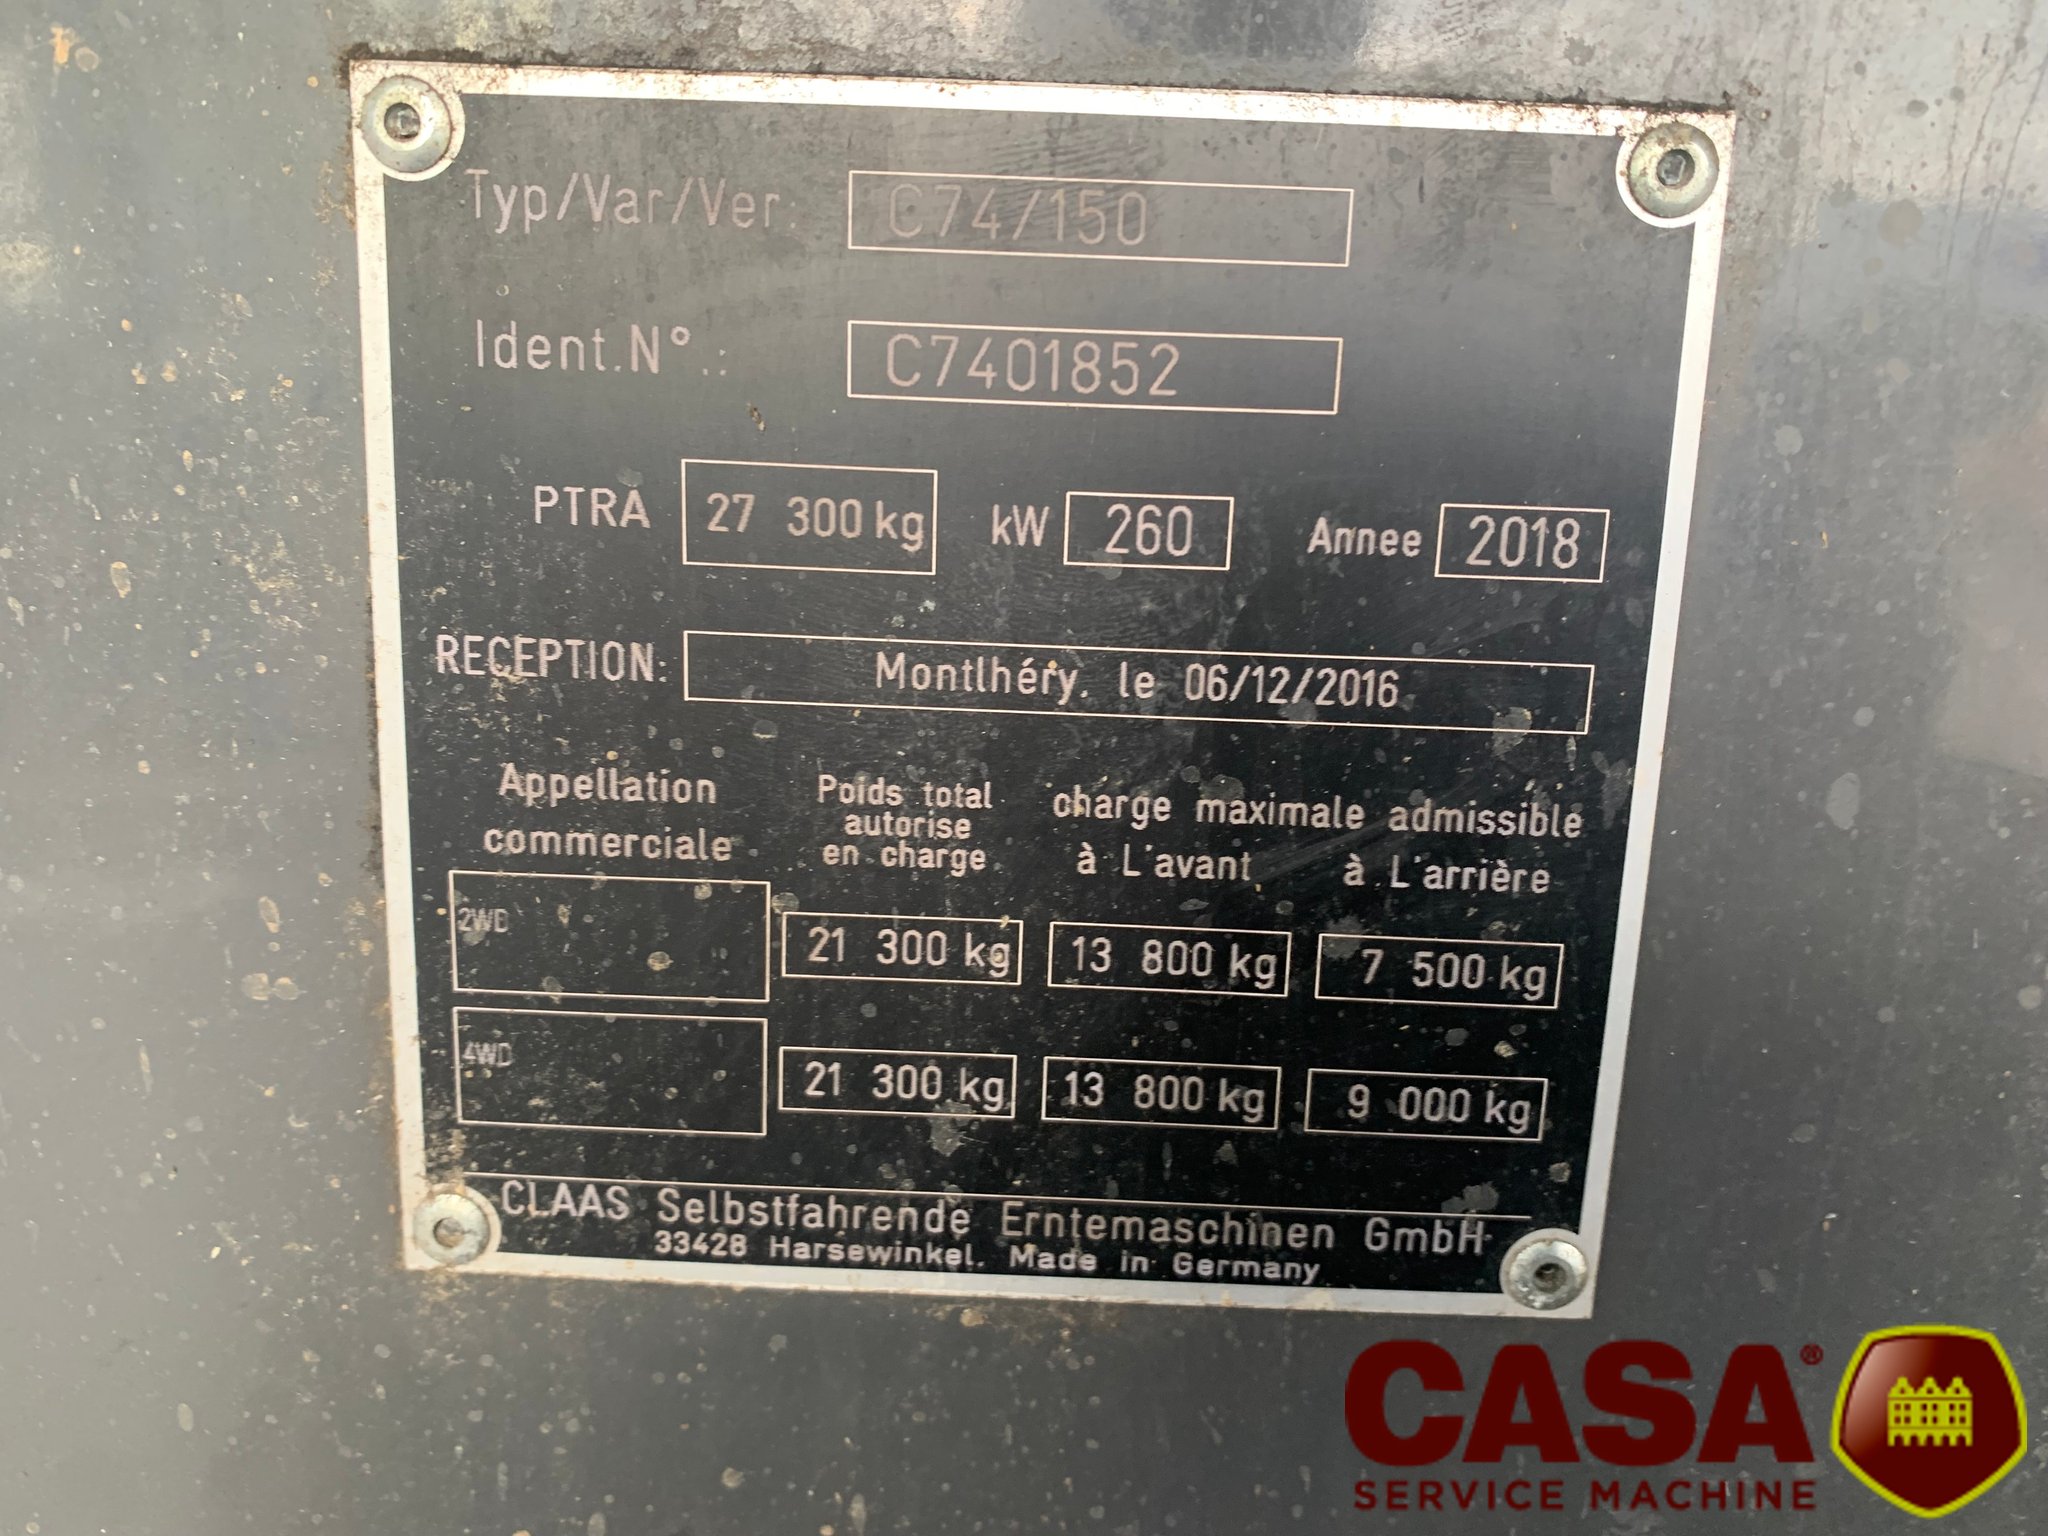 Typ/Var/Ver. C74/150
Ident.N°.: C7401852
PTRA 27 300 kg kW 260 Annee 2018
RECEPTION: Montlhéry, le 06/12/2016
Appellation commerciale
Poids total autorise en charge
charge maximale admissible
à L'avant à L'arrière
2WD 21 300 kg 13 800 kg 7 500 kg
4WD 21 300 kg 13 800 kg 9 000 kg
CLAAS Selbstfahrende Erntemaschinen GmbH
33428 Harsewinkel. Made in Germany
CASA®
SERVICE MACHINE